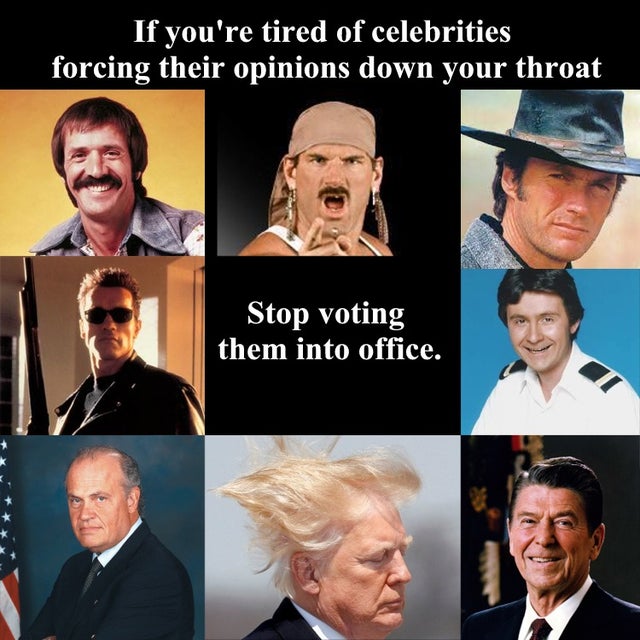 If you're tired of celebrities
forcing their opinions down your throat
Stop voting
them into office.